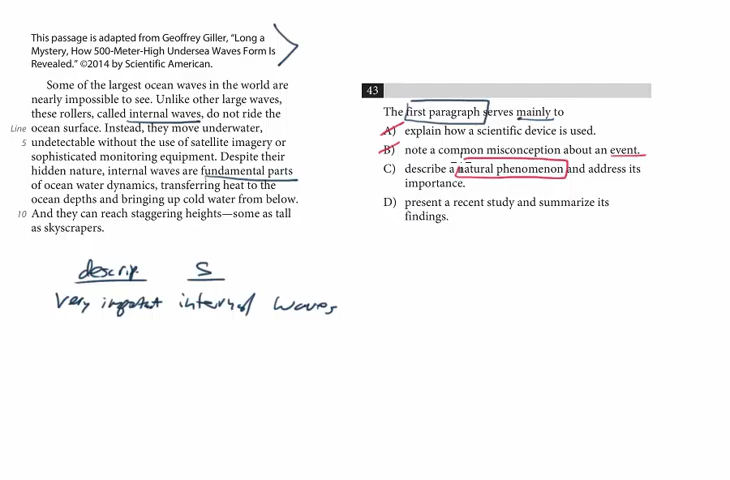 This passage is adapted from Geoffrey Giller, "Long a
Mystery, How 500-Meter-High Undersea Waves Form Is
Revealed." ©2014 by Scientific American.
Some of the largest ocean waves in the world are
nearly impossible to see. Unlike other large waves,
these rollers, called internal waves, do not ride the
Line ocean surface. Instead, they move underwater,
5 undetectable without the use of satellite imagery or
sophisticated monitoring equipment. Despite their
hidden nature, internal waves are fundamental parts
of ocean water dynamics, transferring heat to the
ocean depths and bringing up cold water from below.
10 And they can reach staggering heights—some as tall
as skyscrapers.
descrip. S
very importat internal waves
43
The first paragraph serves mainly to
A) explain how a scientific device is used.
B) note a common misconception about an event.
C) describe a natural phenomenon and address its
importance.
D) present a recent study and summarize its
findings.